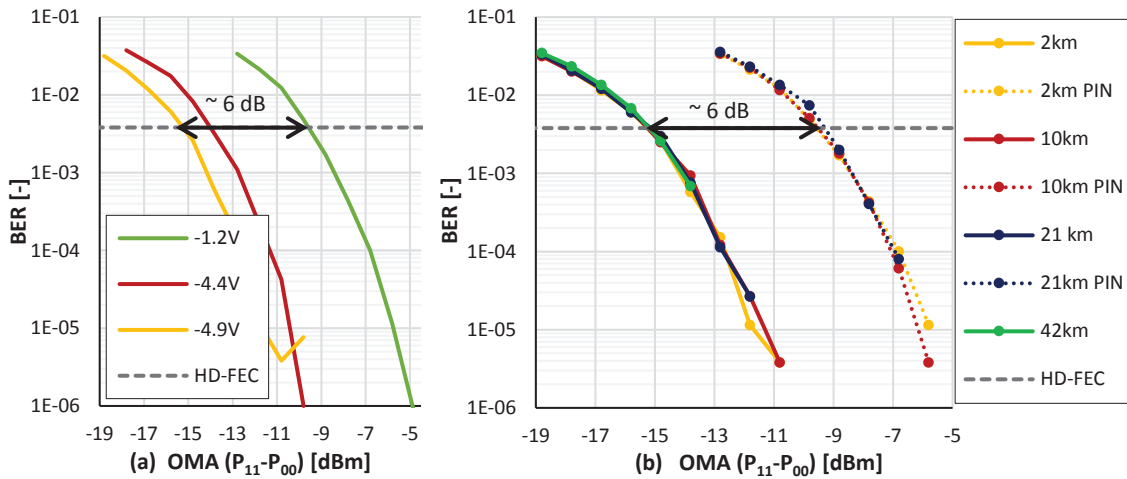 1E-01
1E-02
1E-03
1E-04
1E-05
1E-06
BER [-]
~ 6 dB
-1.2V
-4.4V
-4.9V
HD-FEC
-19 -17 -15 -13 -11 -9 -7 -5
(a) OMA (P11-P00) [dBm]
1E-01
1E-02
1E-03
1E-04
1E-05
1E-06
BER [-]
~ 6 dB
-19 -17 -15 -13 -11 -9 -7 -5
(b) OMA (P11-P00) [dBm]
2km
2km PIN
10km
10km PIN
21 km
21km PIN
42km
HD-FEC